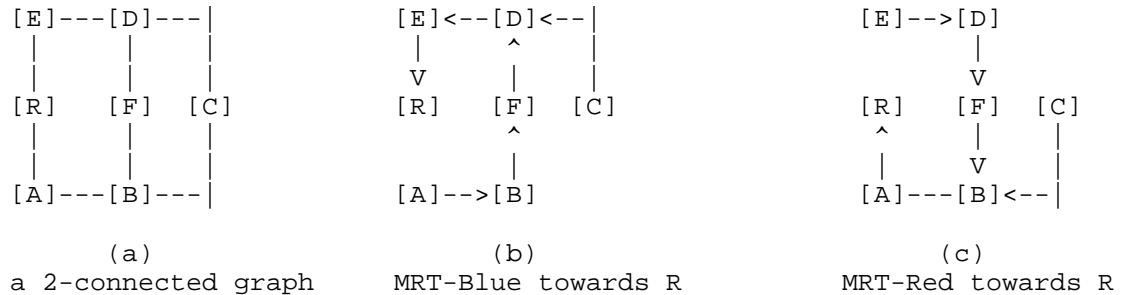 [E]---[D]---|           [E]<--[D]<--|                [E]-->[D]
 |     |    |            |     ^    |                       |
 |     |    |            V     |    |                       V
[R]   [F]  [C]          [R]   [F]  [C]               [R]   [F]  [C]
 |     |    |                  ^                      ^     |    |
 |     |    |                  |                      |     V    |
[A]---[B]---|           [A]-->[B]                    [A]---[B]<--|
      (a)                     (b)                          (c)
a 2-connected graph     MRT-Blue towards R          MRT-Red towards R